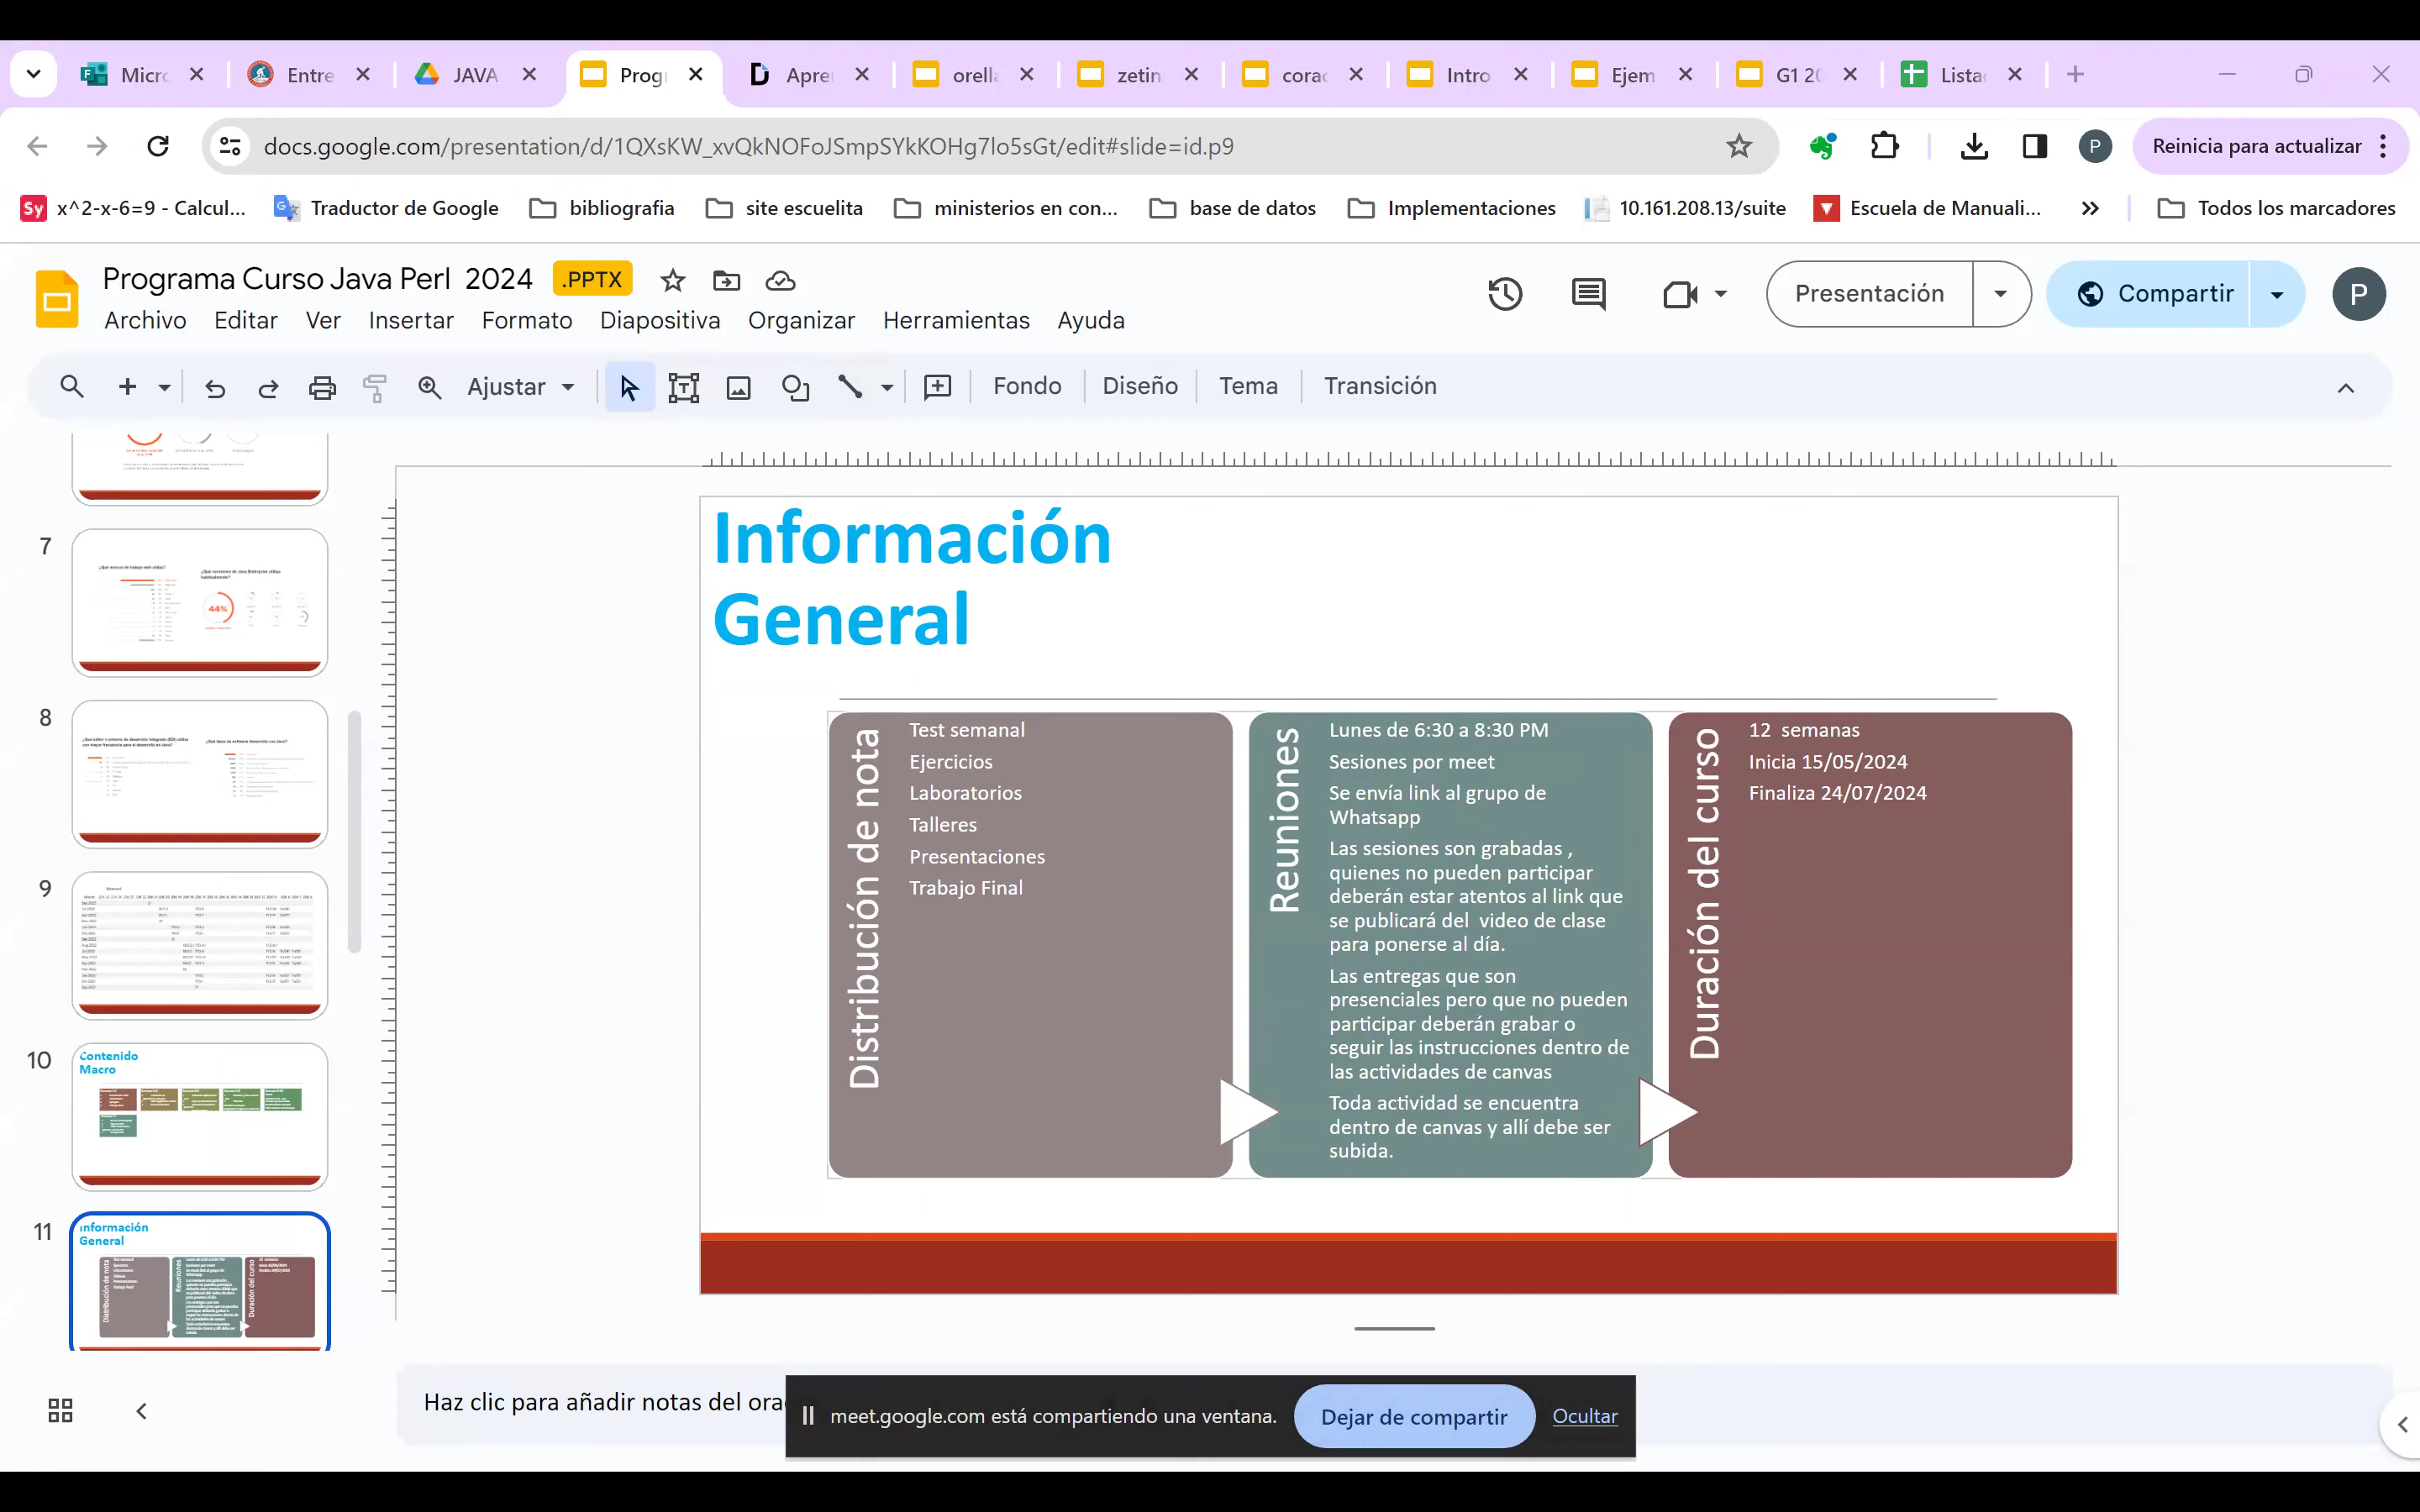 Micro
Entre
JAVA
Progr
Apre
orella
zetin
corac
Intro
Ejem
G1 20
Lista
docs.google.com/presentation/d/1QXsKW_xvQkNOFoJSmpSYkKOHg7lo5sGt/edit#slide=id.p9
P
Reinicia para actualizar
Sy x^2-x-6=9 - Calcul...
Traductor de Google
bibliografia
site escuelita
ministerios en con...
base de datos
Implementaciones
10.161.208.13/suite
Escuela de Manuali...
Todos los marcadores
Programa Curso Java Perl 2024 .PPTX
Archivo Editar Ver Insertar Formato Diapositiva Organizar Herramientas Ayuda
Presentación
Compartir
P
Ajustar
Fondo
Diseño
Tema
Transición
7
44%
8
9
10
Contenido
Macro
11
Información
General
Información
General
Distribución de nota
Test semanal
Ejercicios
Laboratorios
Talleres
Presentaciones
Trabajo Final
Reuniones
Lunes de 6:30 a 8:30 PM
Sesiones por meet
Se envía link al grupo de
Whatsapp
Las sesiones son grabadas ,
quienes no pueden participar
deberán estar atentos al link que
se publicará del video de clase
para ponerse al día.
Las entregas que son
presenciales pero que no pueden
participar deberán grabar o
seguir las instrucciones dentro de
las actividades de canvas
Toda actividad se encuentra
dentro de canvas y allí debe ser
subida.
Duración del curso
12 semanas
Inicia 15/05/2024
Finaliza 24/07/2024
Haz clic para añadir notas del ora
meet.google.com está compartiendo una ventana.
Dejar de compartir
Ocultar